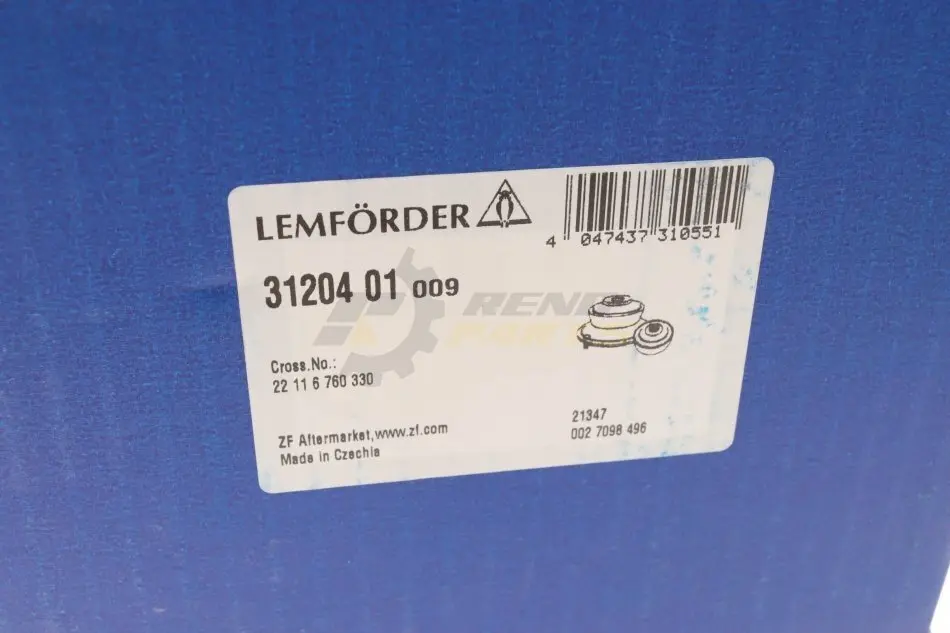 LEMFÖRDER
4 047437 310551
31204 01 009
Cross.No.:
22 11 6 760 330
ZF Aftermarket,www.zf.com
Made in Czechia
21347
002 7098 496